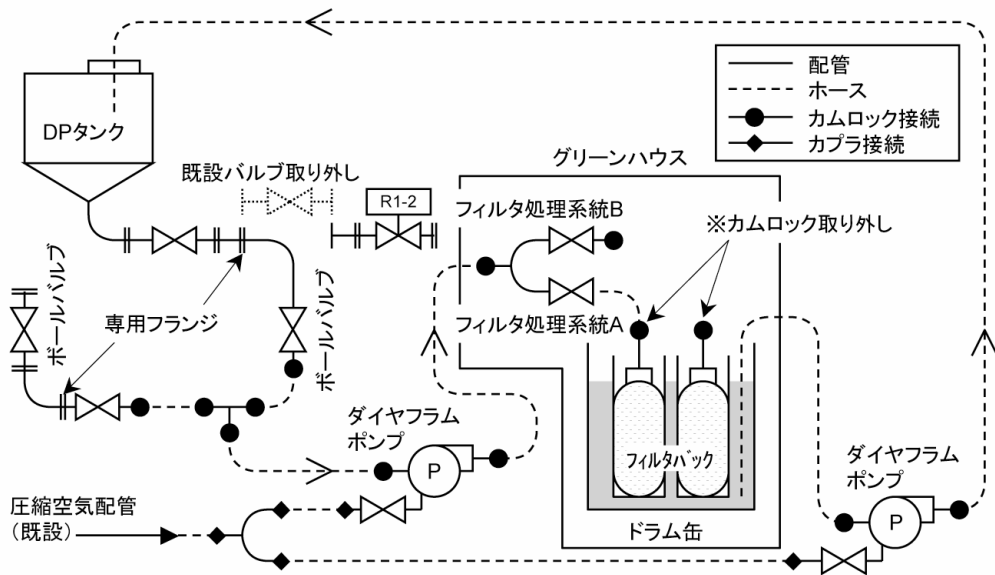 DPタンク
既設バルブ取り外し
R1-2
配管
ホース
カムロック接続
カプラ接続
グリーンハウス
フィルタ処理系統B
※カムロック取り外し
フィルタ処理系統A
ボールバルブ
専用フランジ
ボールバルブ
ダイヤフラム
ポンプ
P
フィルタパック
ドラム缶
ダイヤフラム
ポンプ
P
圧縮空気配管
(既設)